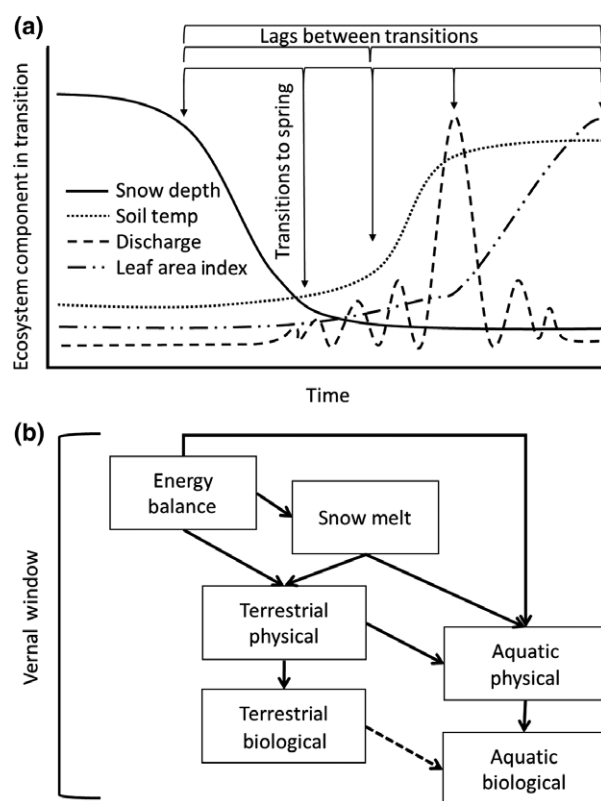 (a)
Lags between transitions
Ecosystem component in transition
Transitions to spring
Snow depth
Soil temp
Discharge
Leaf area index
Time
(b)
Vernal window
Energy
balance
Snow melt
Terrestrial
physical
Aquatic
physical
Terrestrial
biological
Aquatic
biological